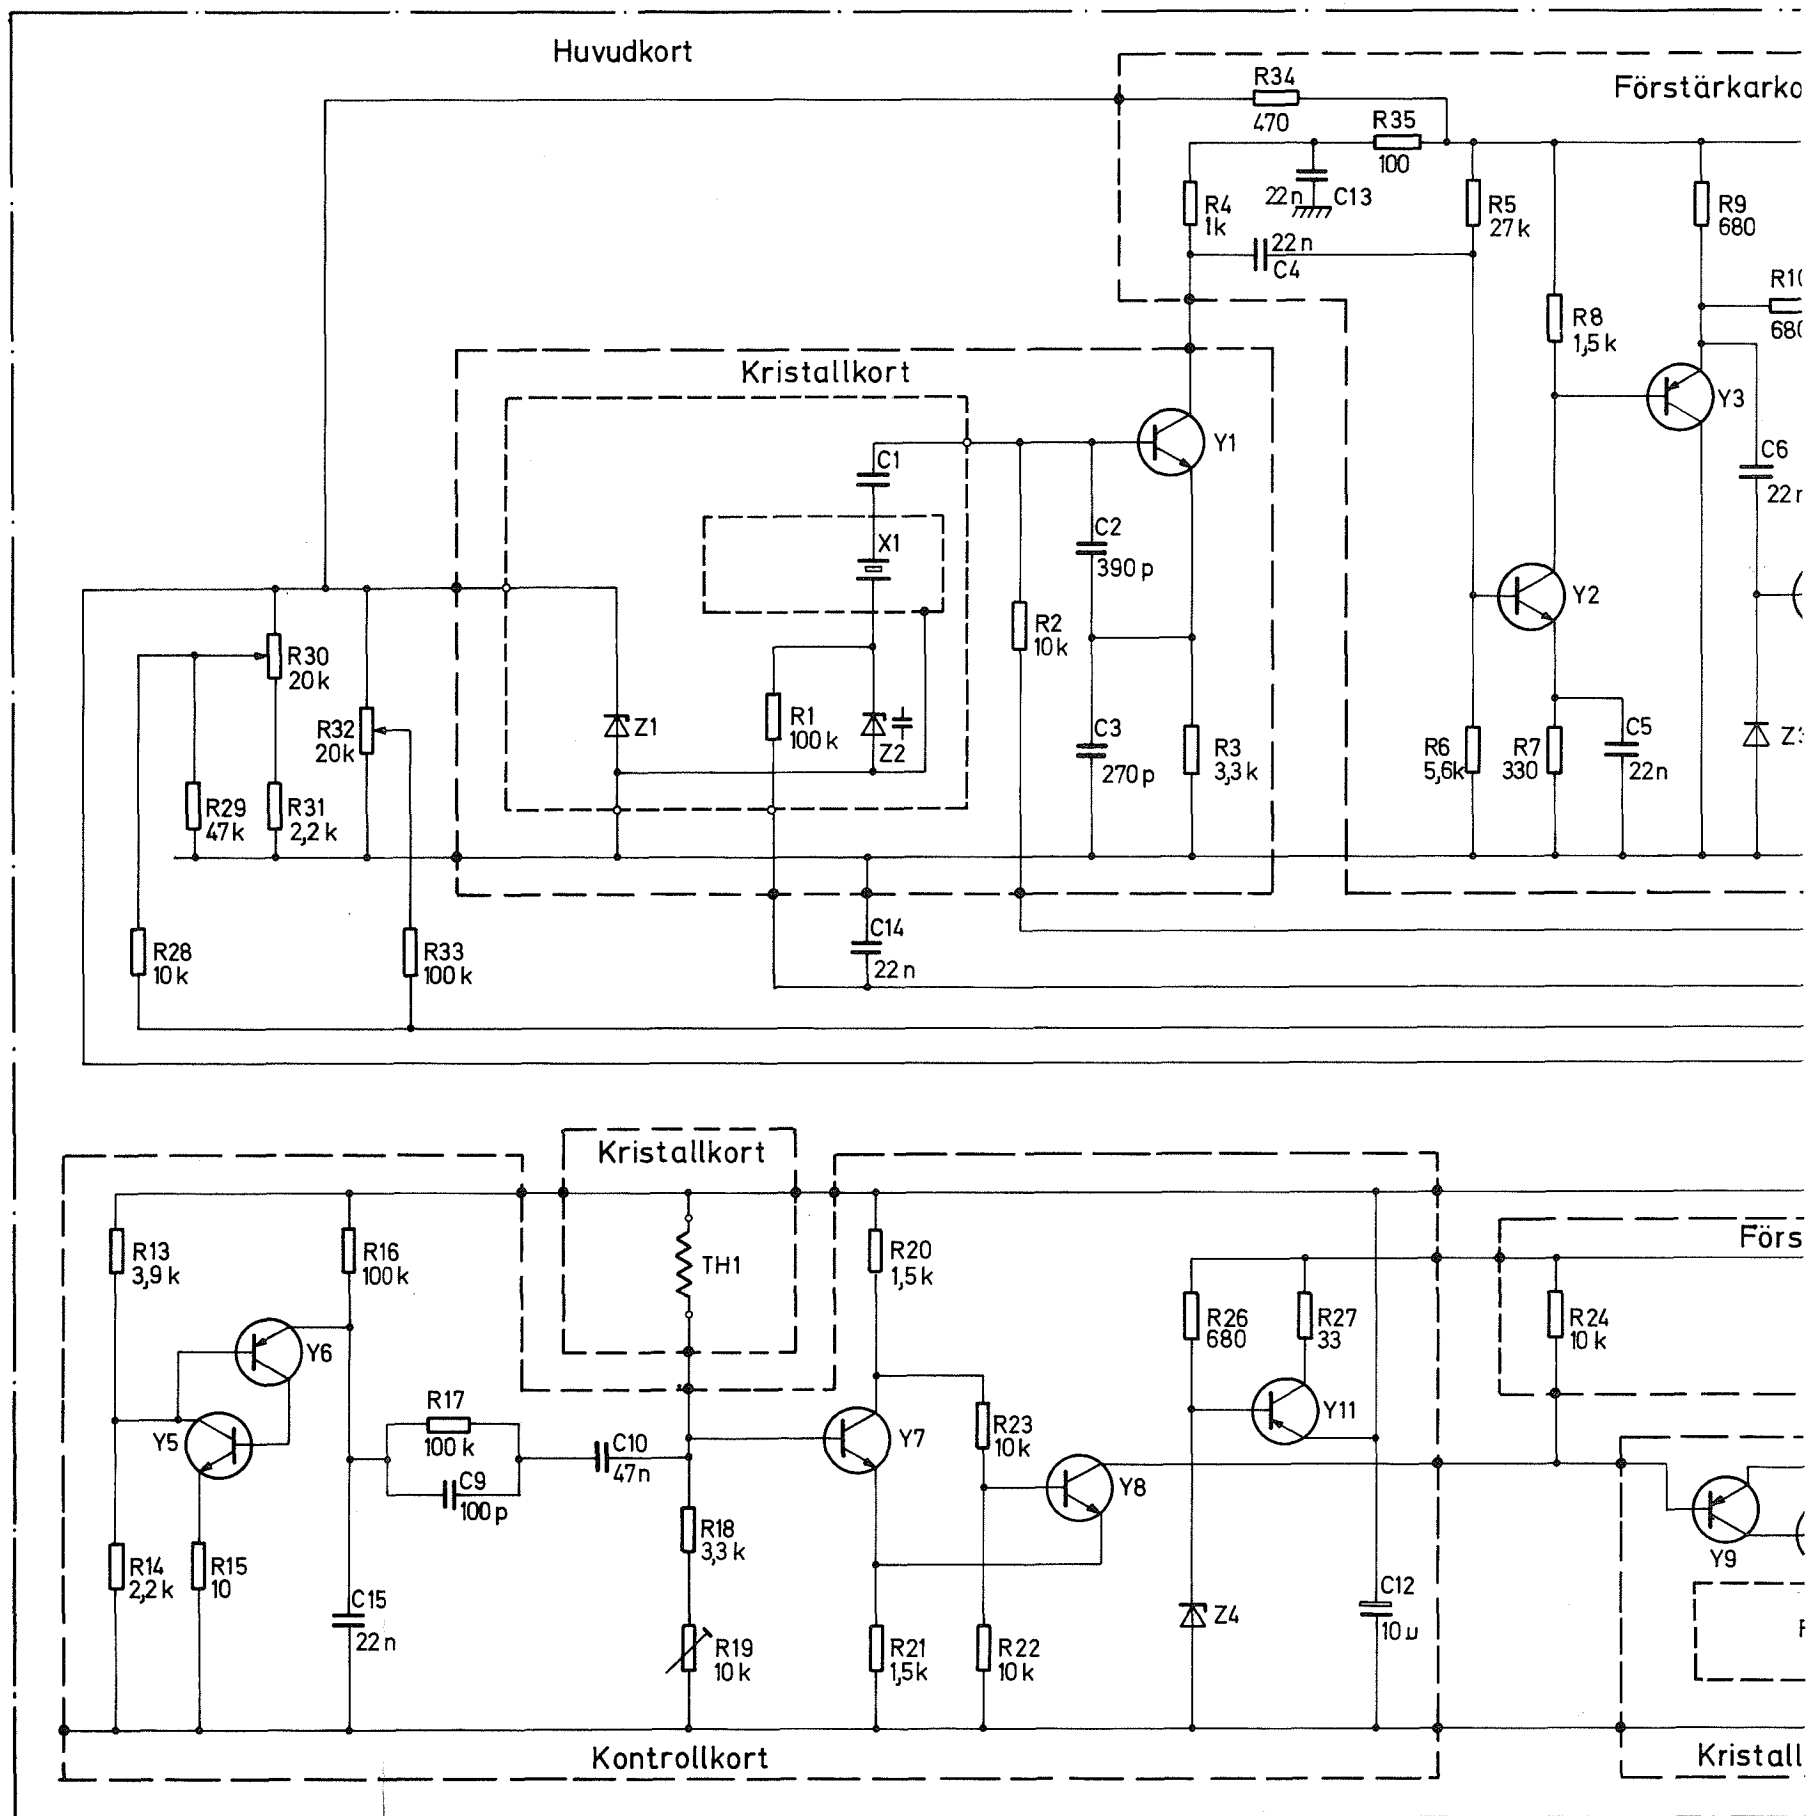 Huvudkort
Förstärkarko
R34
470
R35
100
22n
C13
R4
1k
22n
C4
R5
27k
R9
680
R10
680
R8
1,5k
Kristallkort
Y1
Y3
C1
C6
22n
X1
C2
390p
Y2
R30
20k
R2
10k
R32
20k
R1
100k
Z1
Z2
C3
270p
R3
3,3k
R6
5,6k
R7
330
C5
22n
R29
47k
R31
2,2k
R28
10k
R33
100k
C14
22n
Kristallkort
R13
3,9k
R16
100k
TH1
R20
1,5k
Förs
R26
680
R27
33
R24
10k
Y6
R17
100k
Y5
C9
100p
C10
47n
Y7
R23
10k
Y11
Y8
R18
3,3k
Y9
R14
2,2k
R15
10
C15
22n
R19
10k
R21
1,5k
R22
10k
Z4
C12
10µ
Kontrollkort
Kristall